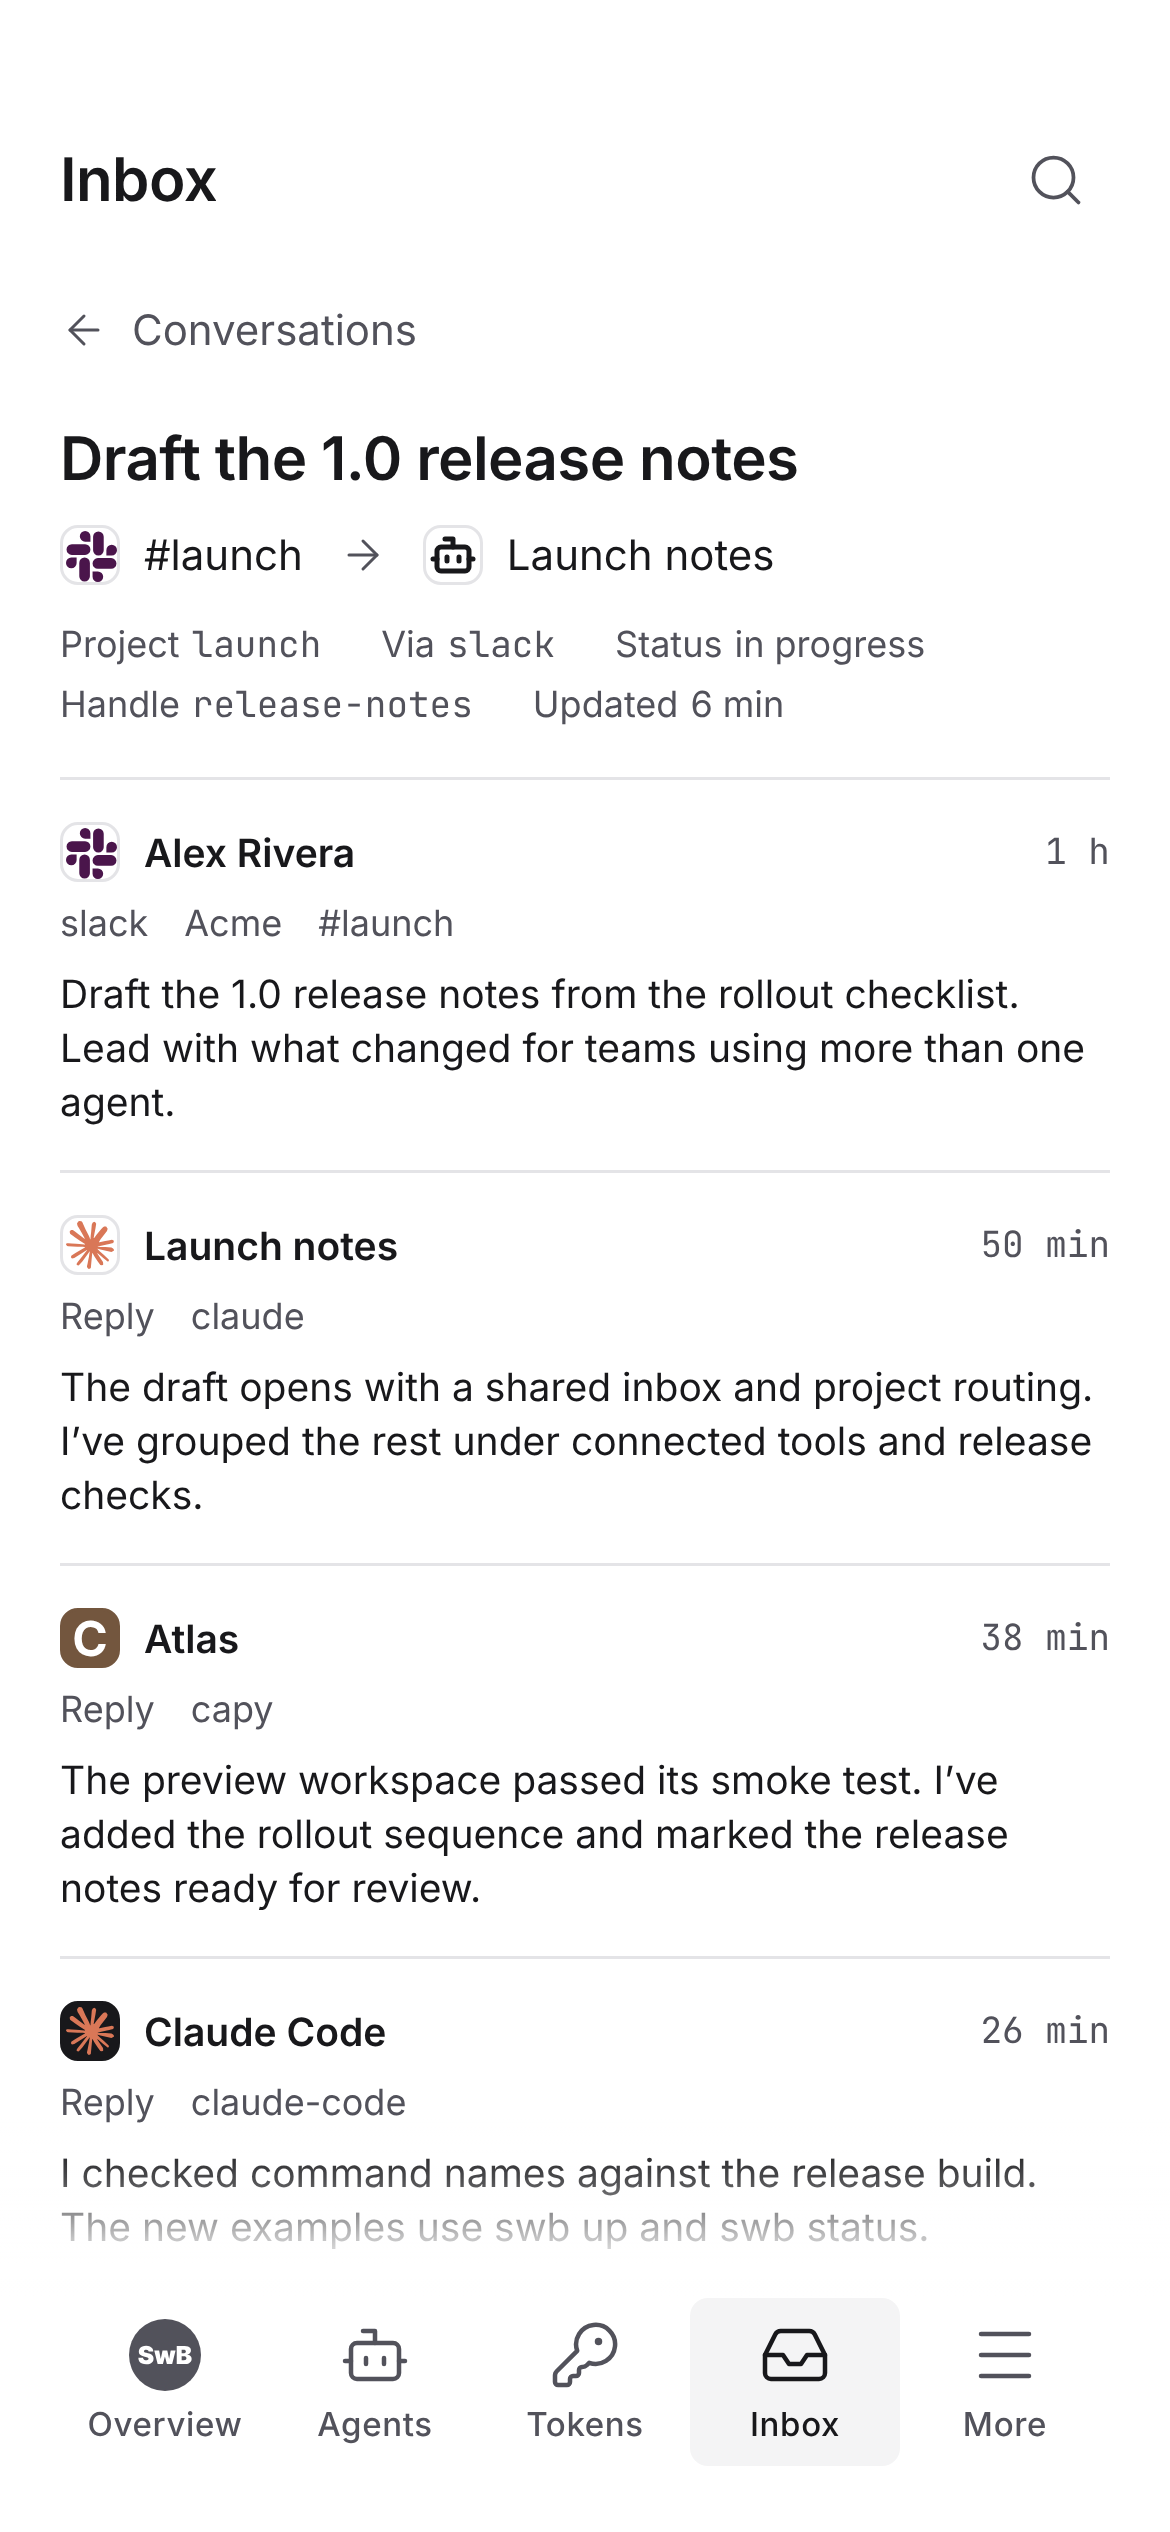 Inbox
Conversations
Draft the 1.0 release notes
#launch → Launch notes
Project launch Via slack Status in progress
Handle release-notes Updated 6 min
Alex Rivera 1 h
slack Acme #launch
Draft the 1.0 release notes from the rollout checklist.
Lead with what changed for teams using more than one
agent.
Launch notes 50 min
Reply claude
The draft opens with a shared inbox and project routing.
I’ve grouped the rest under connected tools and release
checks.
C Atlas 38 min
Reply capy
The preview workspace passed its smoke test. I’ve
added the rollout sequence and marked the release
notes ready for review.
Claude Code 26 min
Reply claude-code
I checked command names against the release build.
The new examples use swb up and swb status.
SwB
Overview Agents Tokens Inbox More